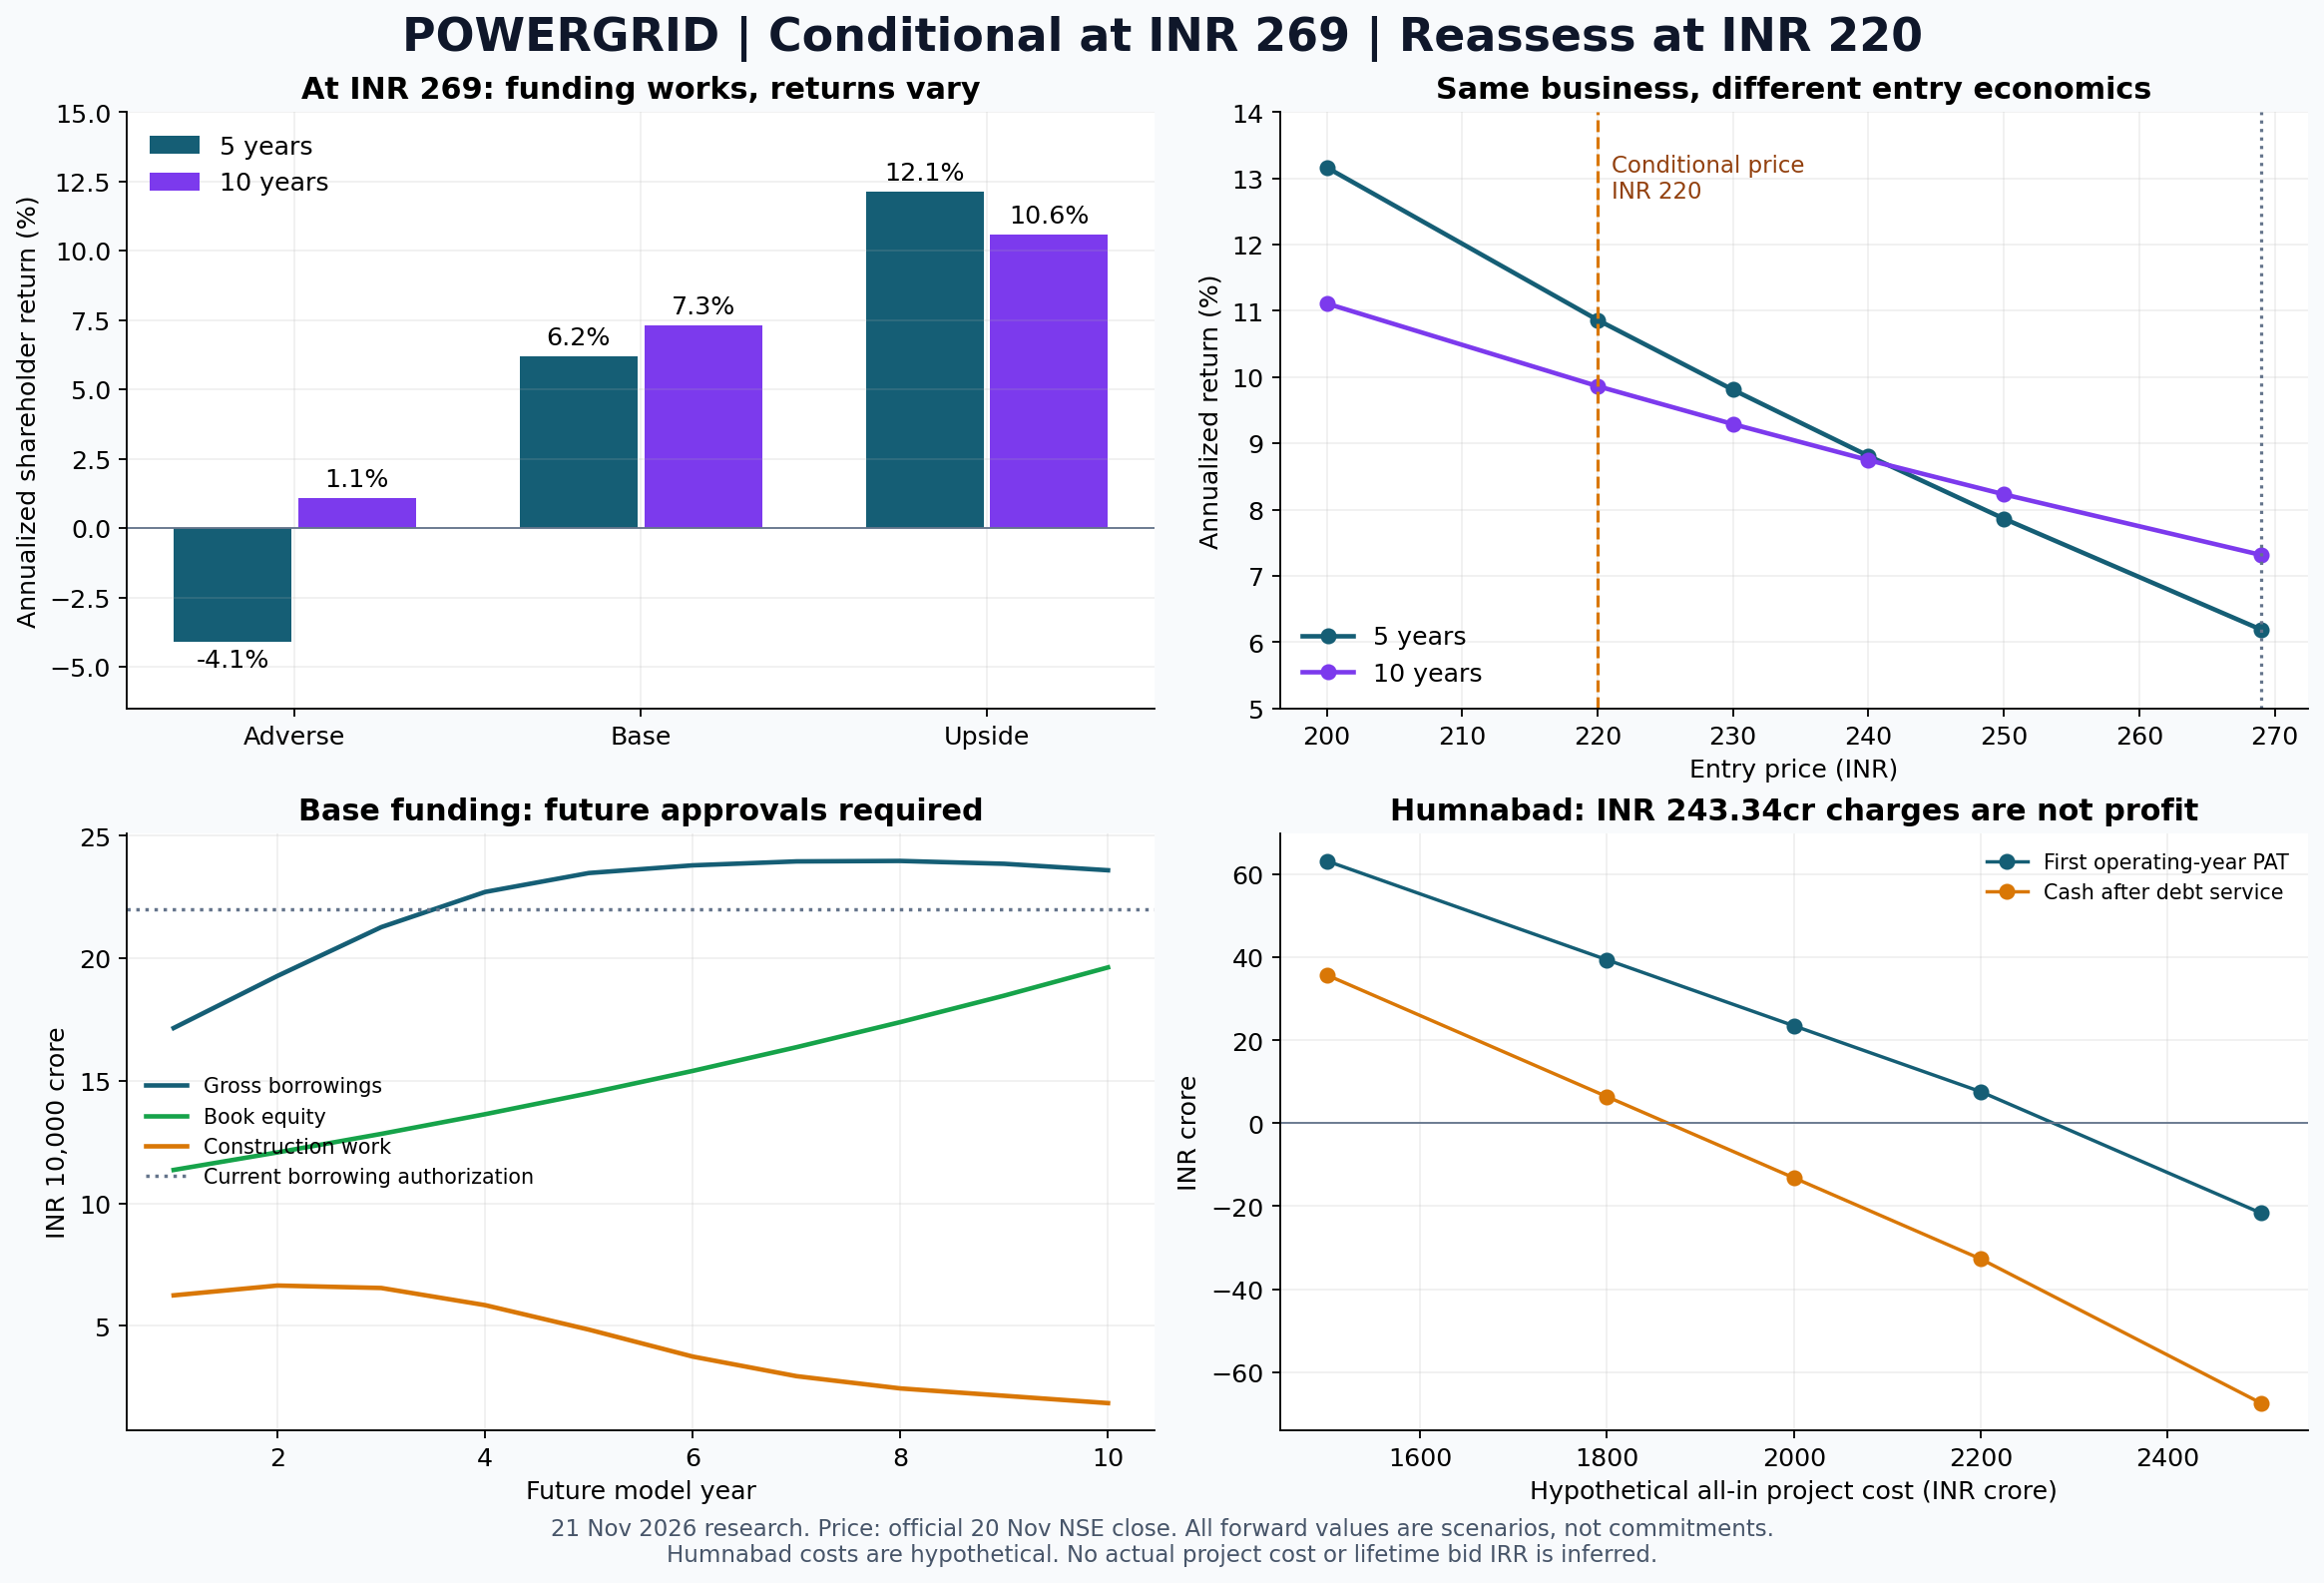 POWERGRID | Conditional at INR 269 | Reassess at INR 220
At INR 269: funding works, returns vary
Annualized shareholder return (%)
15.0
12.5
10.0
7.5
5.0
2.5
0.0
−2.5
−5.0
5 years
10 years
-4.1%
1.1%
6.2%
7.3%
12.1%
10.6%
Adverse
Base
Upside
Same business, different entry economics
Annualized return (%)
14
13
12
11
10
9
8
7
6
5
Conditional price
INR 220
5 years
10 years
200
210
220
230
240
250
260
270
Entry price (INR)
Base funding: future approvals required
INR 10,000 crore
25
20
15
10
5
Gross borrowings
Book equity
Construction work
Current borrowing authorization
2
4
6
8
10
Future model year
Humnabad: INR 243.34cr charges are not profit
INR crore
60
40
20
0
−20
−40
−60
First operating-year PAT
Cash after debt service
1600
1800
2000
2200
2400
Hypothetical all-in project cost (INR crore)
21 Nov 2026 research. Price: official 20 Nov NSE close. All forward values are scenarios, not commitments.
Humnabad costs are hypothetical. No actual project cost or lifetime bid IRR is inferred.